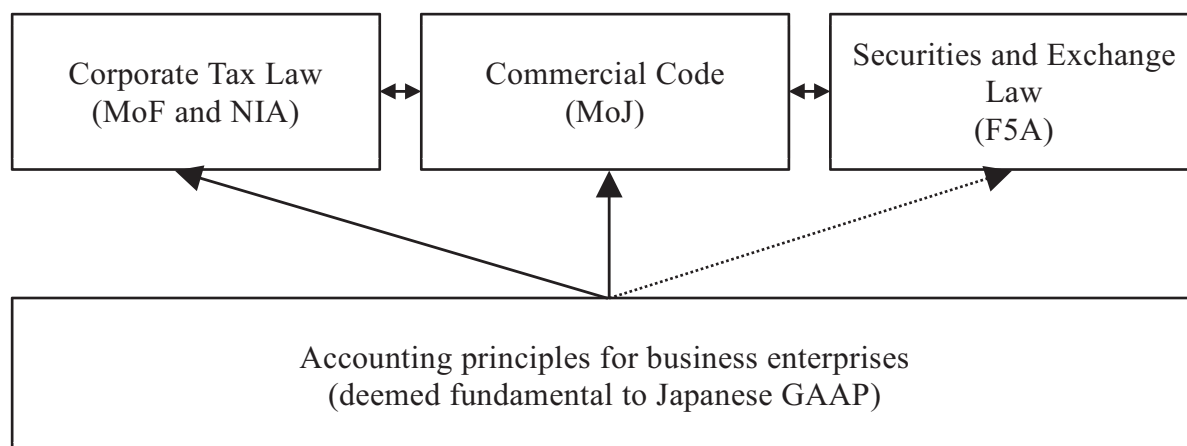 Corporate Tax Law
(MoF and NIA)
Commercial Code
(MoJ)
Securities and Exchange
Law
(F5A)
Accounting principles for business enterprises
(deemed fundamental to Japanese GAAP)